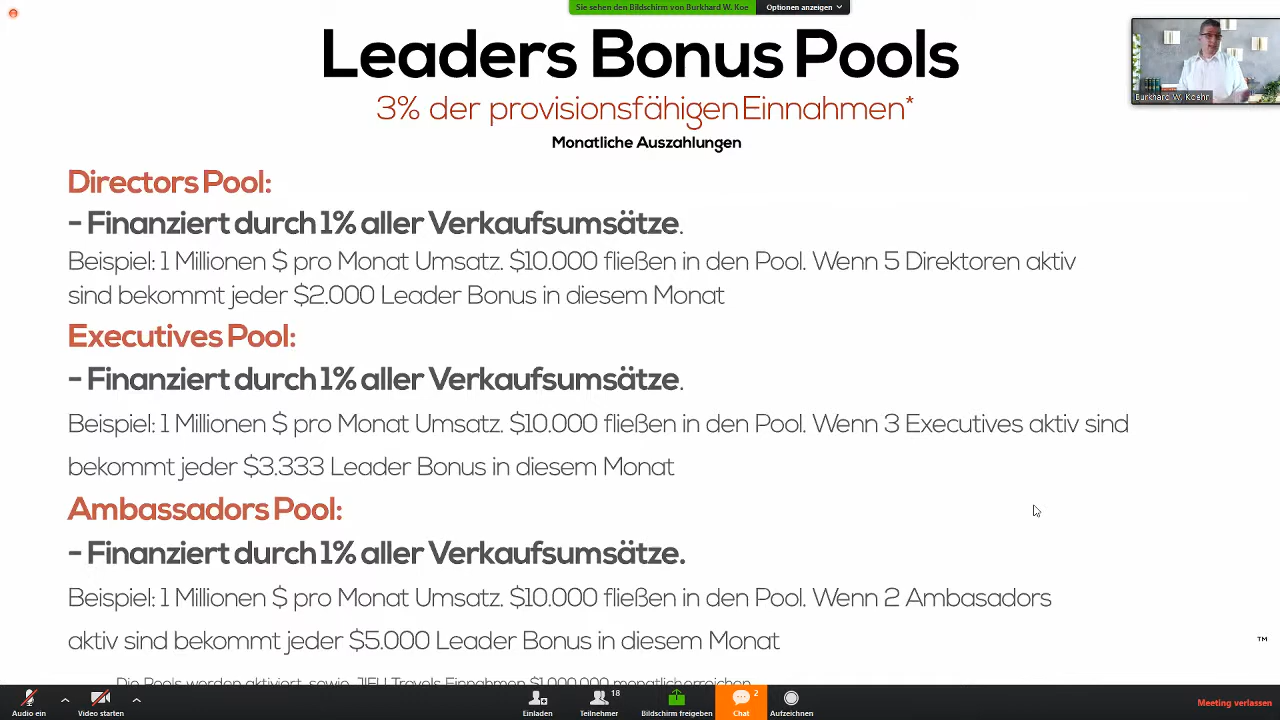 Sie sehen den Bildschirm von Burkhard W. Koe
Optionen anzeigen
Leaders Bonus Pools
3% der provisionsfähigen Einnahmen*
Monatliche Auszahlungen
Burkhard W. Koehn
Directors Pool:
- Finanziert durch 1% aller Verkaufsumsätze.
Beispiel: 1 Millionen $ pro Monat Umsatz. $10.000 fließen in den Pool. Wenn 5 Direktoren aktiv
sind bekommt jeder $2.000 Leader Bonus in diesem Monat
Executives Pool:
- Finanziert durch 1% aller Verkaufsumsätze.
Beispiel: 1 Millionen $ pro Monat Umsatz. $10.000 fließen in den Pool. Wenn 3 Executives aktiv sind
bekommt jeder $3.333 Leader Bonus in diesem Monat
Ambassadors Pool:
- Finanziert durch 1% aller Verkaufsumsätze.
Beispiel: 1 Millionen $ pro Monat Umsatz. $10.000 fließen in den Pool. Wenn 2 Ambasadors
aktiv sind bekommt jeder $5.000 Leader Bonus in diesem Monat
TM
Die Pools werden aktiviert, sowie Travels Einnahmen $1.000.000 monatlich erreichen
Audio ein
Video starten
Einladen
18
Teilnehmer
Bildschirm freigeben
2
Chat
Aufzeichnen
Meeting verlassen